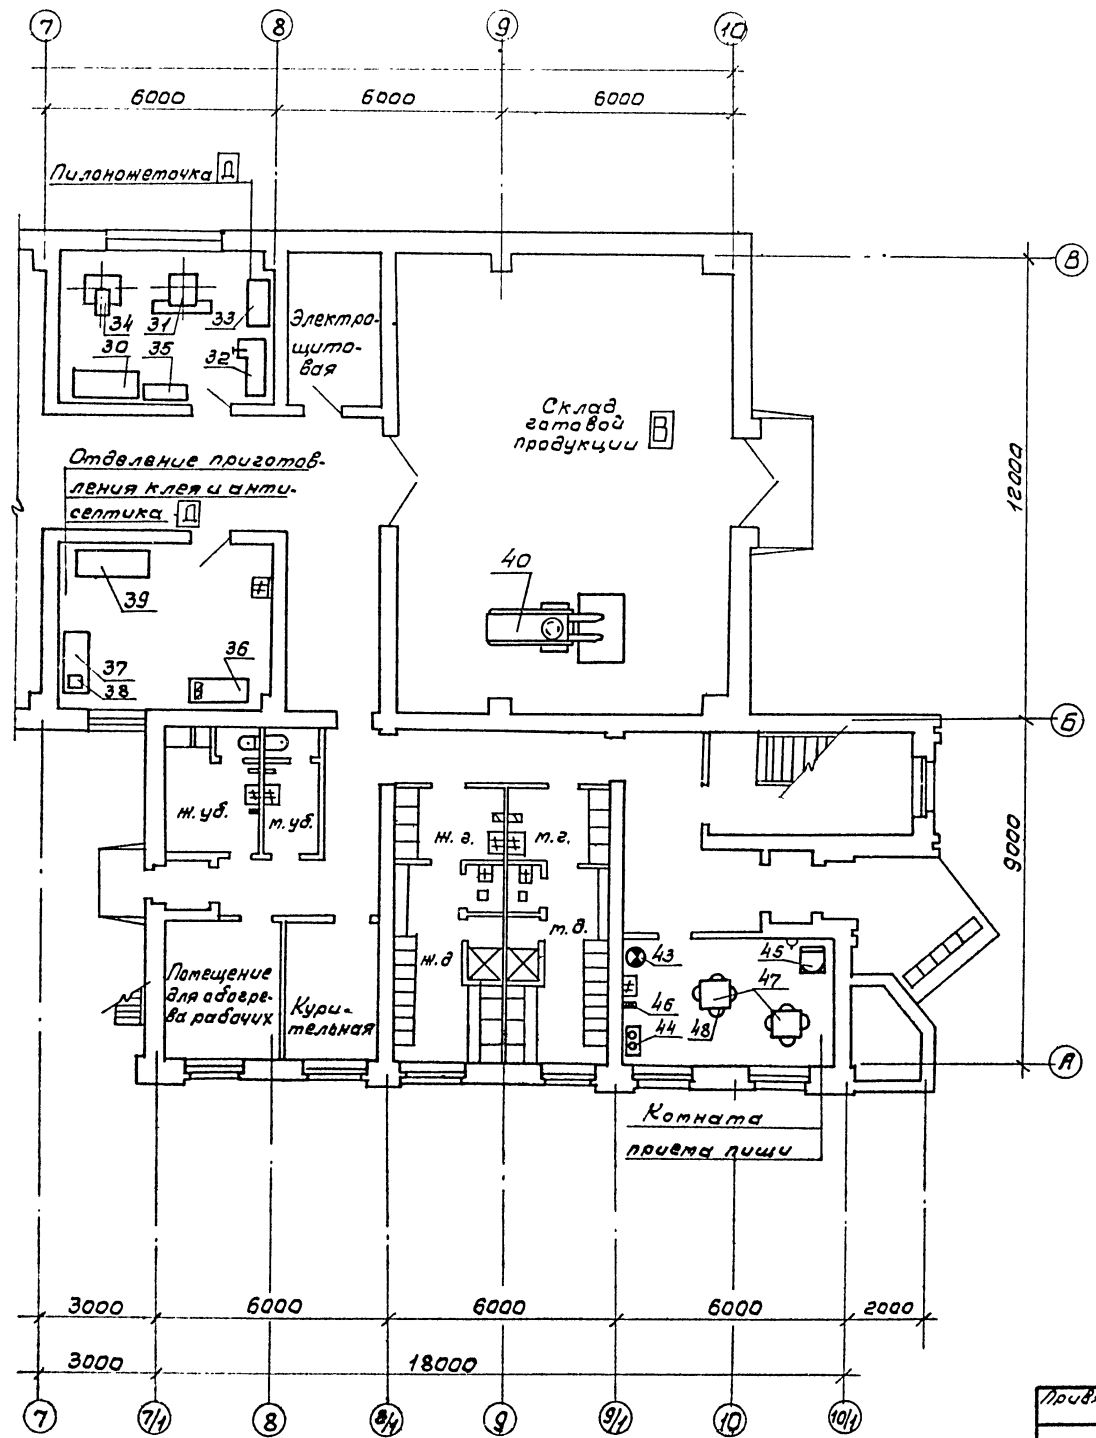 7 8 9 10
6000 6000 6000
Пилоножеточка Д
В
34 31 33
30 35 32
Электро-
щито-
вая
Склад
готовой
продукции В
12000
Отделение приготов-
ления клея и анти-
септика Д
40
39
37
38
36
Б
ж.уб. м.уб.
ж.г. м.г.
9000
ж.д м.д.
43 45
46 47
44 48
Помещение
для обогре-
ва рабочих
Кури-
тельная
А
Комната
приема пищи
3000 6000 6000 6000 2000
3000 18000
7 7/1 8 8/1 9 9/1 10 10/1